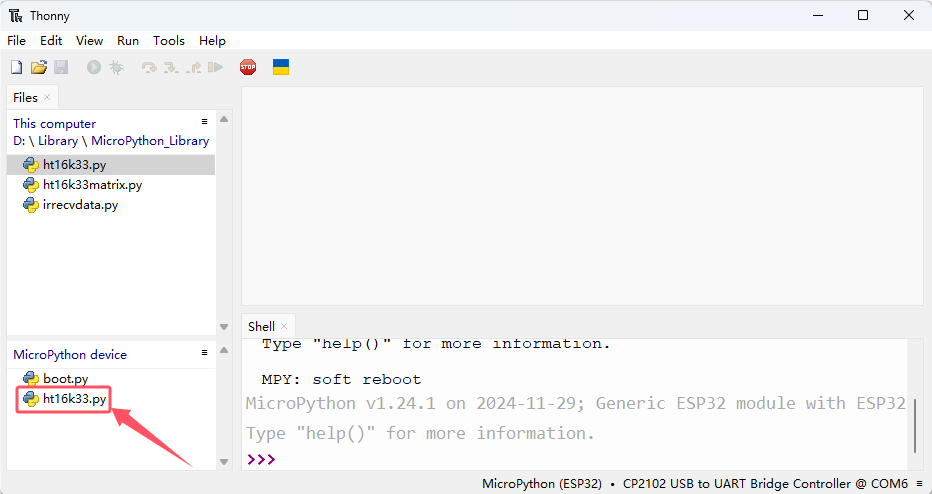 Thonny
File Edit View Run Tools Help
STOP
Files
This computer
D: \ Library \ MicroPython_Library
ht16k33.py
ht16k33matrix.py
irrecvdata.py
MicroPython device
boot.py
ht16k33.py
Shell
Type "help()" for more information.
MPY: soft reboot
MicroPython v1.24.1 on 2024-11-29; Generic ESP32 module with ESP32
Type "help()" for more information.
>>>
MicroPython (ESP32) • CP2102 USB to UART Bridge Controller @ COM6